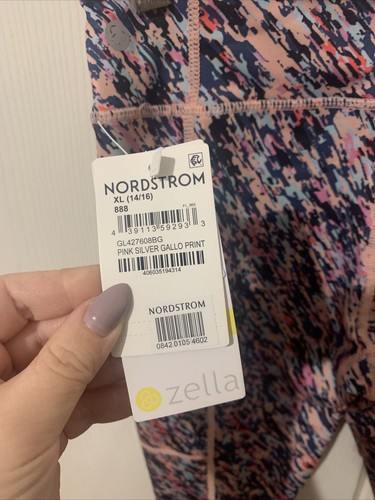 NORDSTROM
XL (14/16)
888
4 39113 59293 3
GL427608BG
PINK SILVER GALLO PRINT
406035194314
NORDSTROM
0842 0105 4602
zella